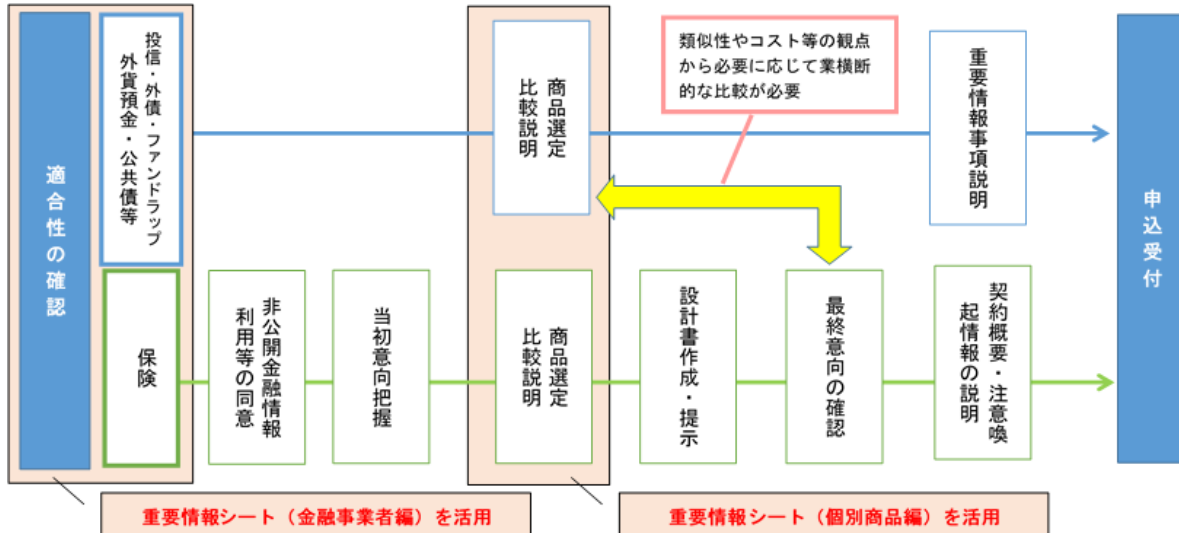 適合性の確認
投信・外債・ファンドラップ
外貨預金・公共債等
商品選定
比較説明
類似性やコスト等の観点
から必要に応じて業横断
的な比較が必要
重要情報事項説明
申込受付
保険
非公開金融情報
利用等の同意
当初意向把握
商品選定
比較説明
設計書作成・提示
最終意向の確認
契約概要・注意喚
起情報の説明
重要情報シート（金融事業者編）を活用
重要情報シート（個別商品編）を活用